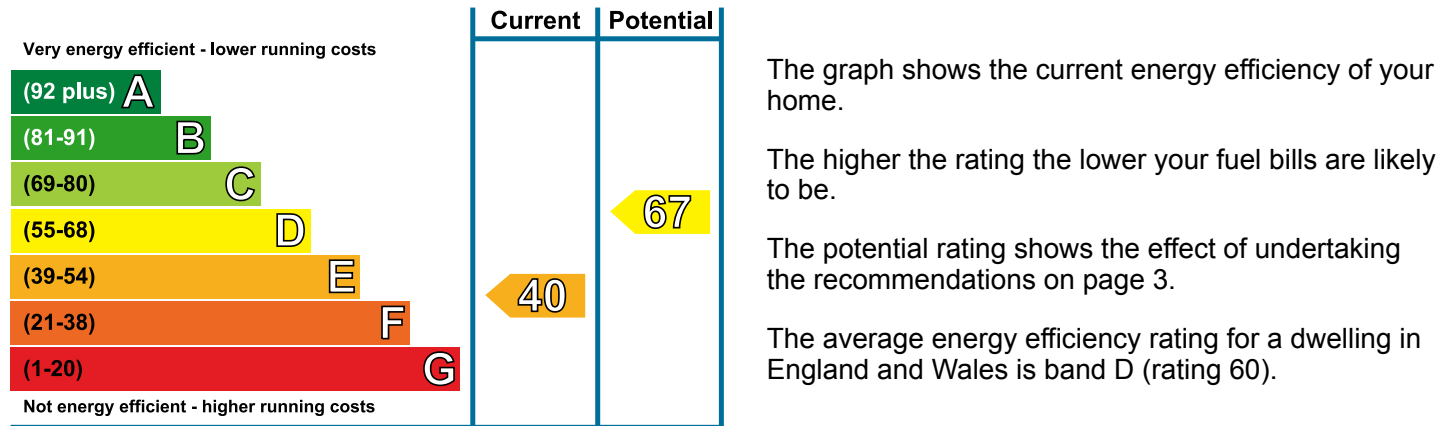 Current Potential
Very energy efficient - lower running costs
(92 plus) A
(81-91) B
(69-80) C
(55-68) D
(39-54) E
(21-38) F
(1-20) G
Not energy efficient - higher running costs
40
67
The graph shows the current energy efficiency of your
home.
The higher the rating the lower your fuel bills are likely
to be.
The potential rating shows the effect of undertaking
the recommendations on page 3.
The average energy efficiency rating for a dwelling in
England and Wales is band D (rating 60).